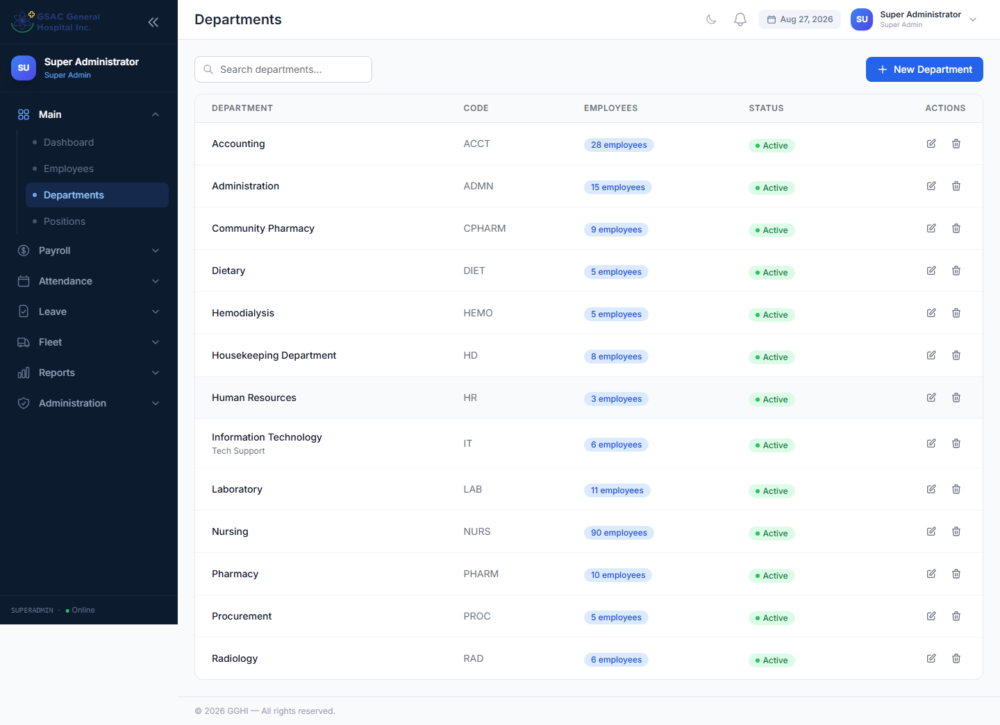 GSAC General
Hospital Inc.
SU
Super Administrator
Super Admin
Main
Dashboard
Employees
Departments
Positions
Payroll
Attendance
Leave
Fleet
Reports
Administration
SUPERADMIN · Online
Departments
Aug 27, 2026
SU
Super Administrator
Super Admin
Search departments...
New Department
DEPARTMENT CODE EMPLOYEES STATUS ACTIONS
Accounting ACCT 28 employees Active
Administration ADMN 15 employees Active
Community Pharmacy CPHARM 9 employees Active
Dietary DIET 5 employees Active
Hemodialysis HEMO 5 employees Active
Housekeeping Department HD 8 employees Active
Human Resources HR 3 employees Active
Information Technology IT 6 employees Active
Tech Support
Laboratory LAB 11 employees Active
Nursing NURS 90 employees Active
Pharmacy PHARM 10 employees Active
Procurement PROC 5 employees Active
Radiology RAD 6 employees Active
© 2026 GGHI — All rights reserved.